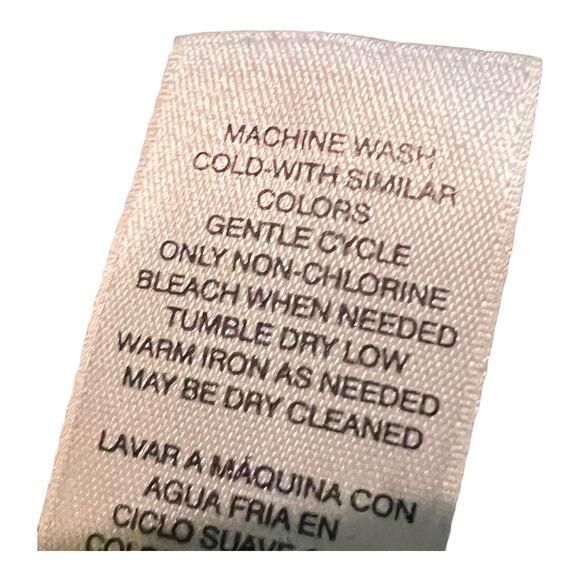 MACHINE WASH
COLD-WITH SIMILAR
COLORS
GENTLE CYCLE
ONLY NON-CHLORINE
BLEACH WHEN NEEDED
TUMBLE DRY LOW
WARM IRON AS NEEDED
MAY BE DRY CLEANED
LAVAR A MÁQUINA CON
AGUA FRIA EN
CICLO SUAVE